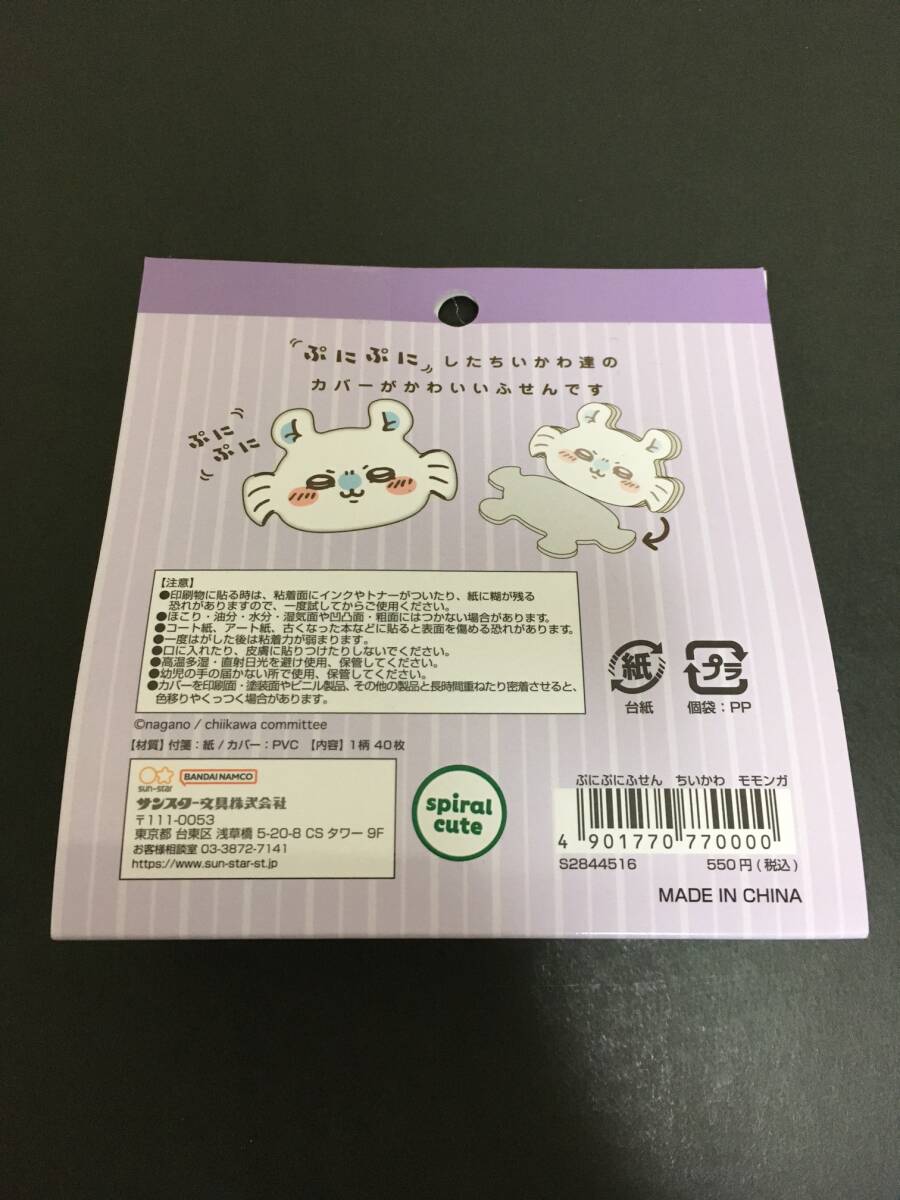 ぷにぷにしたちいかわ達の
カバーがかわいいふせんです
ぷに
ぷに
【注意】
●印刷物に貼る時は、粘着面にインクやトナーがついたり、紙に糊が残る
恐れがありますので、一度試してからご使用ください。
●ほこり・油分・水分・湿気面や凹凸面・粗面にはつかない場合があります。
●コート紙、アート紙、古くなった本などに貼ると表面を傷める恐れがあります。
●一度はがした後は粘着力が弱まります。
●口に入れたり、皮膚に貼りつけたりしないでください。
●高温多湿・直射日光を避け使用、保管してください。
●幼児の手の届かない所で使用、保管してください。
●カバーを印刷面・塗装面やビニル製品、その他の製品と長時間重ねたり密着させると、
色移りやくっつく場合があります。
紙
台紙
プラ
個袋：PP
©nagano / chiikawa committee
【材質】付箋：紙 / カバー：PVC 【内容】1柄 40枚
sun-star
BANDAI NAMCO
サンスター文具株式会社
〒111-0053
東京都 台東区 浅草橋 5-20-8 CS タワー 9F
お客様相談室 03-3872-7141
https://www.sun-star-st.jp
spiral
cute
ぷにぷにふせん ちいかわ モモンガ
4 901770 770000
S2844516 550円(税込)
MADE IN CHINA